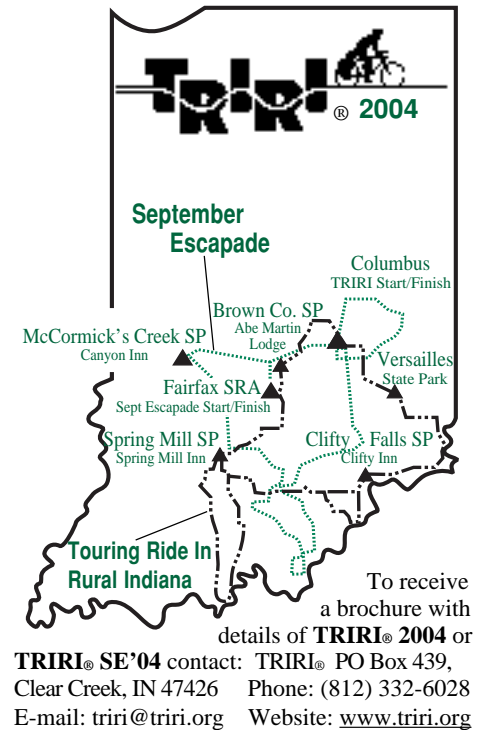 TRIRI
® 2004
September
Escapade
Columbus
TRIRI Start/Finish
Brown Co. SP
Abe Martin
Lodge
McCormick's Creek SP
Canyon Inn
Versailles
State Park
Fairfax SRA
Sept Escapade Start/Finish
Spring Mill SP
Spring Mill Inn
Clifty Falls SP
Clifty Inn
Touring Ride In
Rural Indiana
To receive
a brochure with
details of TRIRI® 2004 or
TRIRI® SE'04 contact: TRIRI® PO Box 439,
Clear Creek, IN 47426 Phone: (812) 332-6028
E-mail: triri@triri.org Website: www.triri.org